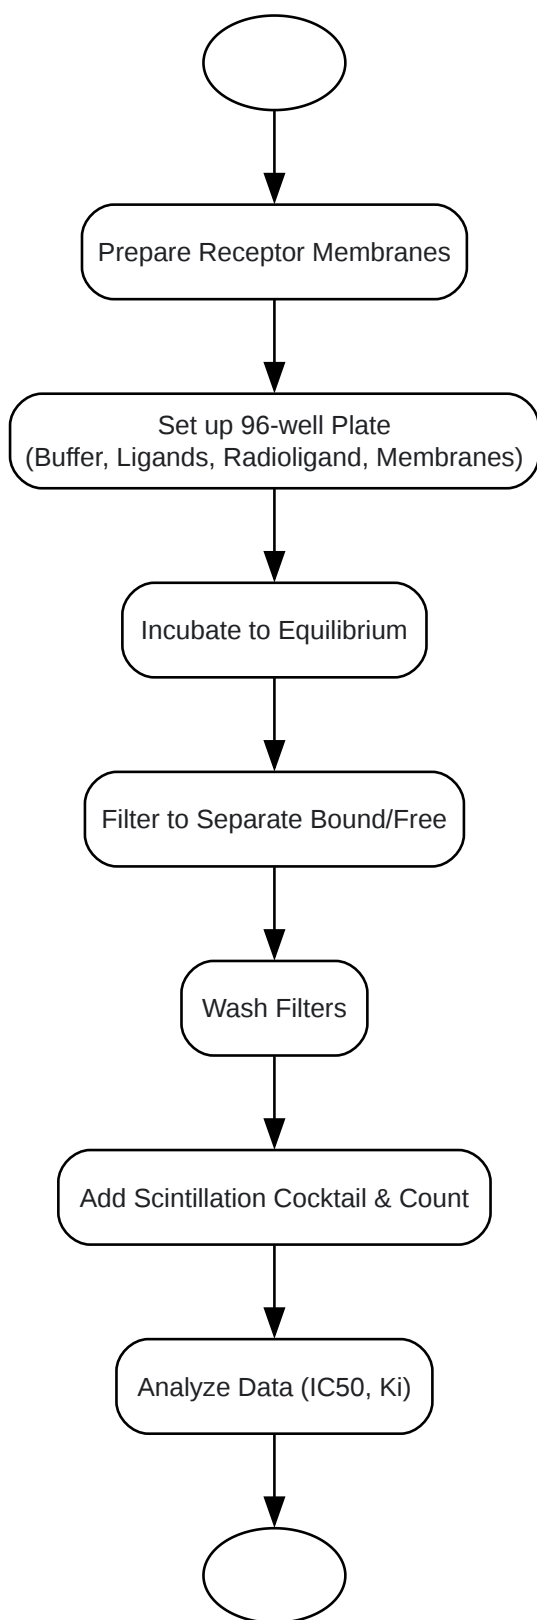 Prepare Receptor Membranes
Set up 96-well Plate
(Buffer, Ligands, Radioligand, Membranes)
Incubate to Equilibrium
Filter to Separate Bound/Free
Wash Filters
Add Scintillation Cocktail & Count
Analyze Data (IC50, Ki)